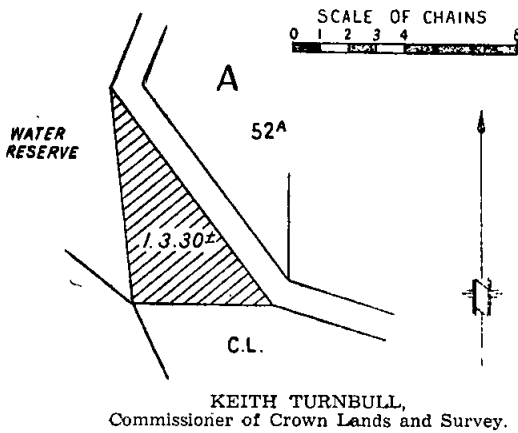 SCALE OF CHAINS
0 1 2 3 4 8
A
52A
WATER
RESERVE
1.3.30±
C.L.
KEITH TURNBULL,
Commissioner of Crown Lands and Survey.